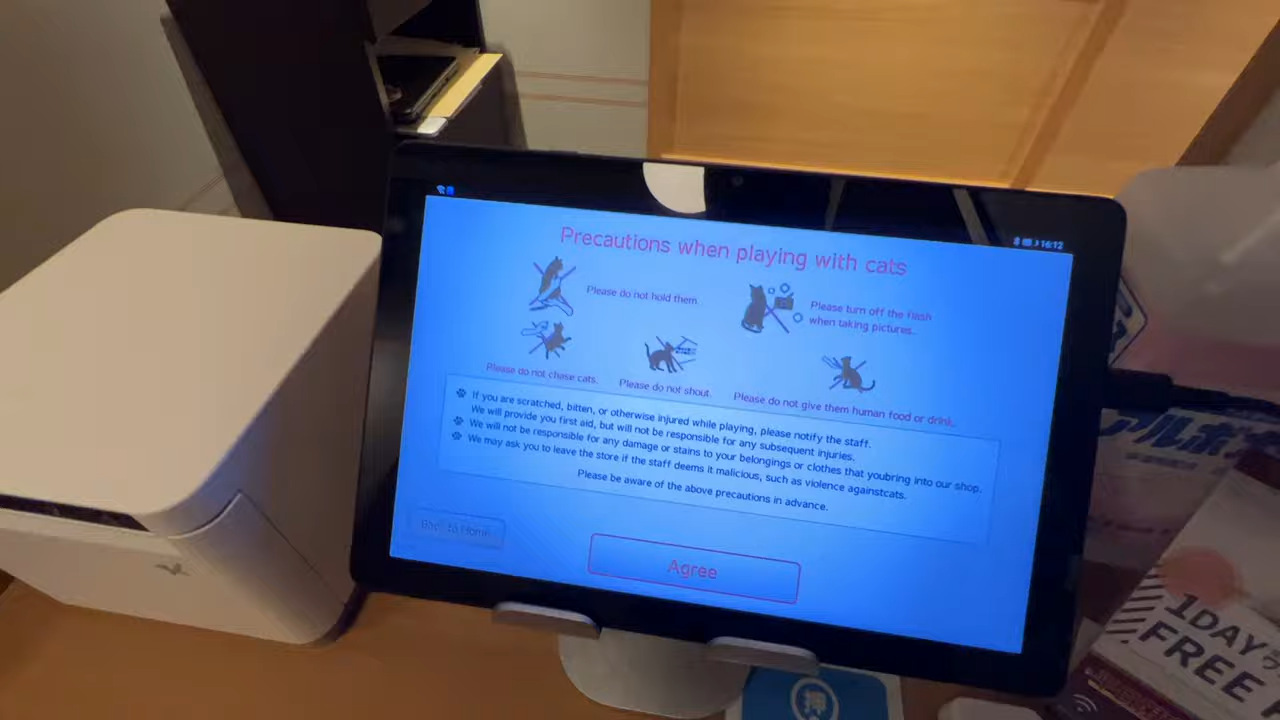 16:12
Precautions when playing with cats
Please do not hold them.
Please turn off the flash
when taking pictures.
Please do not chase cats.
Please do not shout.
Please do not give them human food or drink.
If you are scratched, bitten, or otherwise injured while playing, please notify the staff.
We will provide you first aid, but will not be responsible for any subsequent injuries.
We will not be responsible for any damage or stains to your belongings or clothes that youbring into our shop.
We may ask you to leave the store if the staff deems it malicious, such as violence againstcats.
Please be aware of the above precautions in advance.
Back to Home
Agree
1DAY
FREE